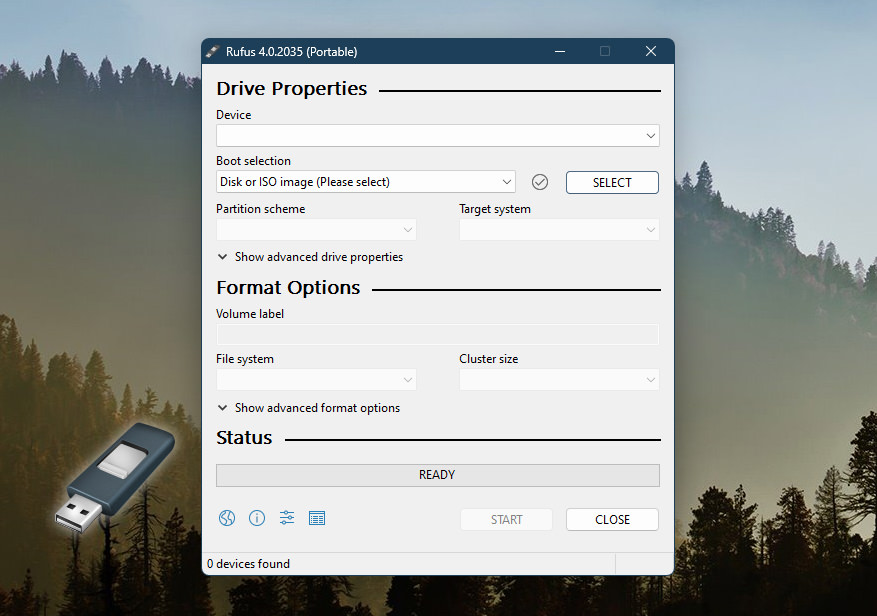 Rufus 4.0.2035 (Portable)
Drive Properties
Device
Boot selection
Disk or ISO image (Please select)
SELECT
Partition scheme
Target system
Show advanced drive properties
Format Options
Volume label
File system
Cluster size
Show advanced format options
Status
READY
START
CLOSE
0 devices found